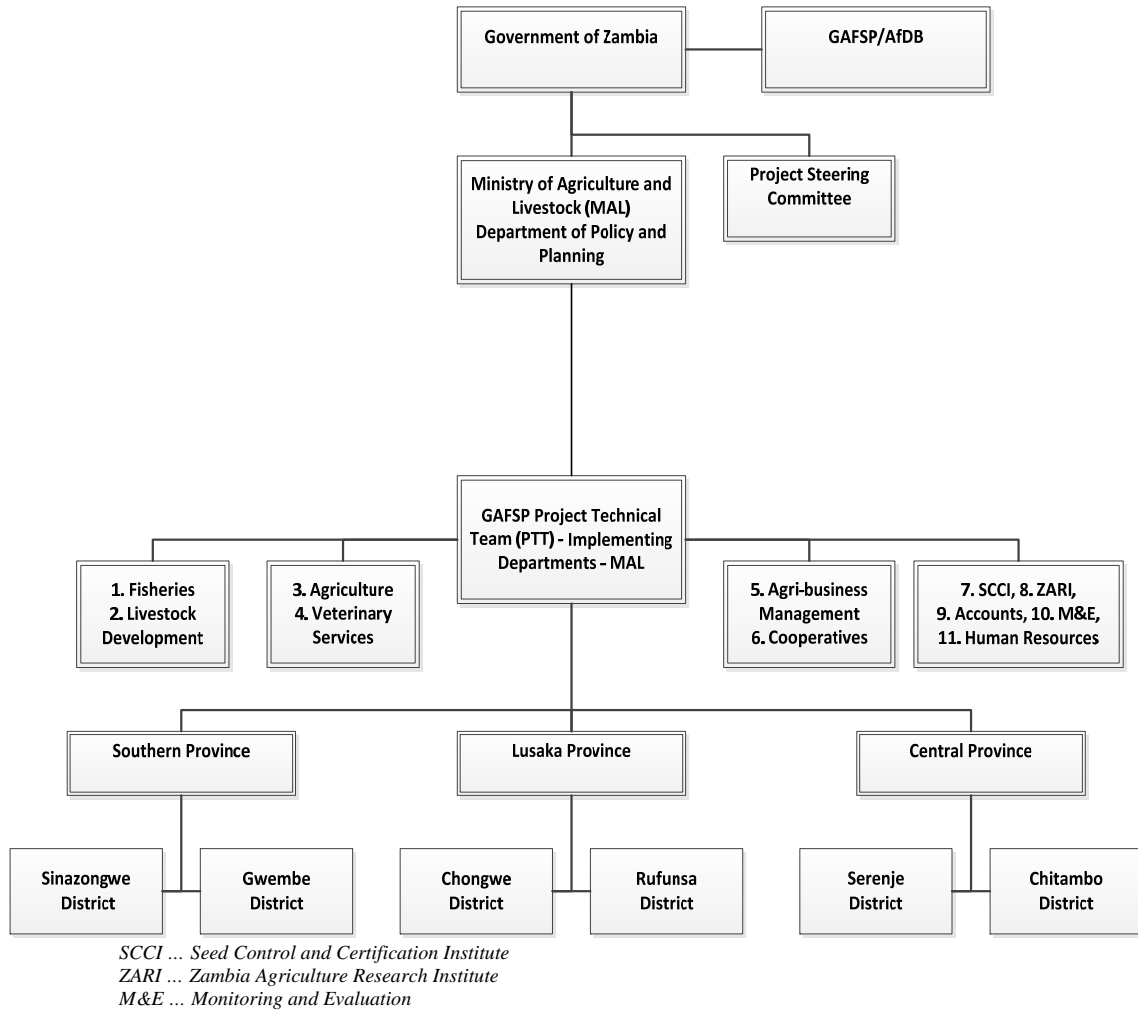 Government of Zambia
GAFSP/AfDB
Ministry of Agriculture and
Livestock (MAL)
Department of Policy and
Planning
Project Steering
Committee
GAFSP Project Technical
Team (PTT) - Implementing
Departments - MAL
1. Fisheries
2. Livestock
Development
3. Agriculture
4. Veterinary
Services
5. Agri-business
Management
6. Cooperatives
7. SCCI, 8. ZARI,
9. Accounts, 10. M&E,
11. Human Resources
Southern Province
Lusaka Province
Central Province
Sinazongwe
District
Gwembe
District
Chongwe
District
Rufunsa
District
Serenje
District
Chitambo
District
SCCI ... Seed Control and Certification Institute
ZARI ... Zambia Agriculture Research Institute
M&E ... Monitoring and Evaluation